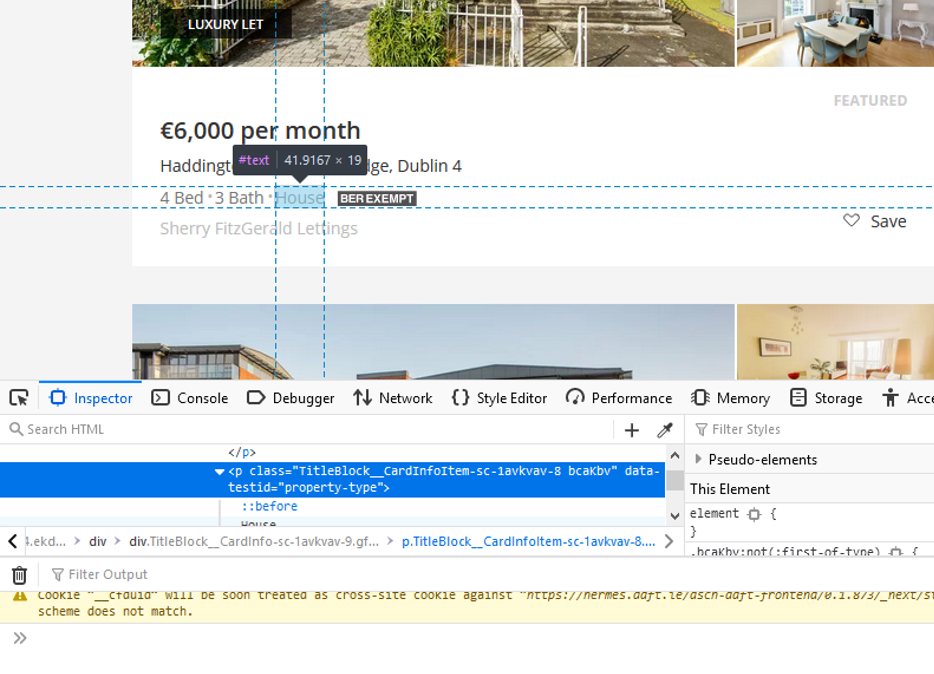 LUXURY LET
FEATURED
€6,000 per month
#text 41.9167 × 19
Haddingt dge, Dublin 4
4 Bed · 3 Bath · House BER EXEMPT
Sherry FitzGerald Lettings
Save
Inspector Console Debugger Network Style Editor Performance Memory Storage Acce
Search HTML
Filter Styles
</p>
<p class="TitleBlock__CardInfoItem-sc-1avkvav-8 bcaKbv" data-
testid="property-type">
::before
House
Pseudo-elements
This Element
element {
}
.bcaKbv:not(:first-of-type) {
4.ekd... > div > div.TitleBlock__CardInfo-sc-1avkvav-9.gf... > p.TitleBlock__CardInfoItem-sc-1avkvav-8....
Filter Output
Cookie "__cfduid" will be soon treated as cross-site cookie against "https://hermes.daft.ie/dsch-daft-frontend/0.1.873/_next/st
scheme does not match.
»